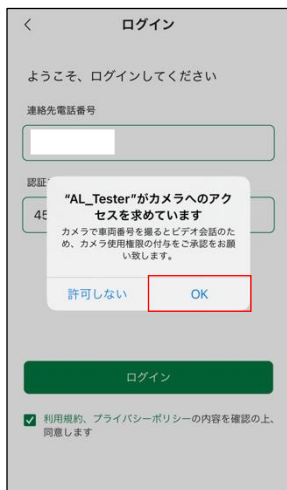 ログイン
ようこそ、ログインしてください
連絡先電話番号
認証
45
“AL_Tester”がカメラへのアク
セスを求めています
カメラで車両番号を撮るとビデオ会話のた
め、カメラ使用権限の付与をご承認をお願
い致します。
許可しない OK
ログイン
利用規約、プライバシーポリシーの内容を確認の上、
同意します